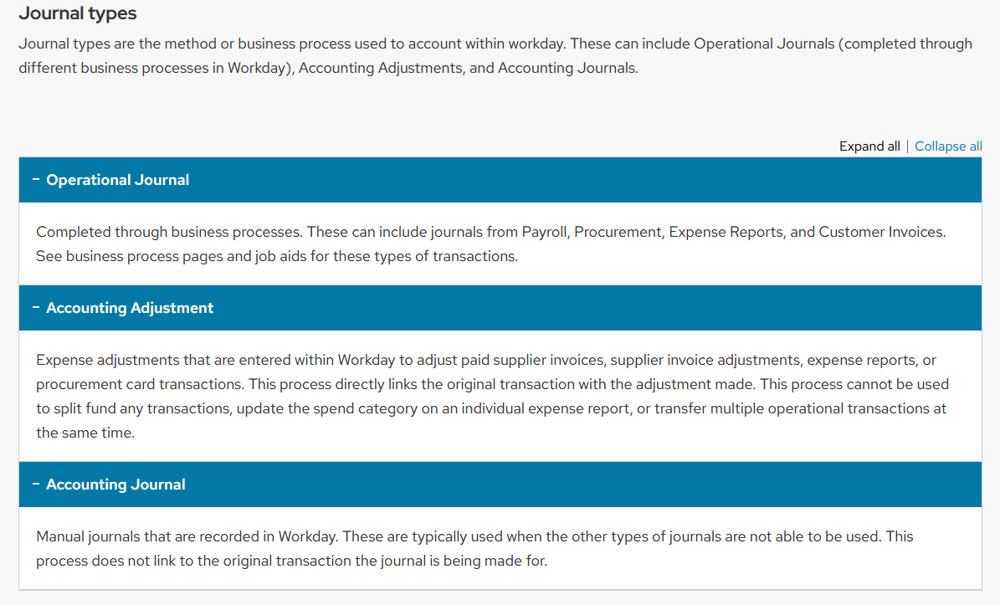 Journal types
Journal types are the method or business process used to account within workday. These can include Operational Journals (completed through
different business processes in Workday), Accounting Adjustments, and Accounting Journals.
Expand all | Collapse all
– Operational Journal
Completed through business processes. These can include journals from Payroll, Procurement, Expense Reports, and Customer Invoices.
See business process pages and job aids for these types of transactions.
– Accounting Adjustment
Expense adjustments that are entered within Workday to adjust paid supplier invoices, supplier invoice adjustments, expense reports, or
procurement card transactions. This process directly links the original transaction with the adjustment made. This process cannot be used
to split fund any transactions, update the spend category on an individual expense report, or transfer multiple operational transactions at
the same time.
– Accounting Journal
Manual journals that are recorded in Workday. These are typically used when the other types of journals are not able to be used. This
process does not link to the original transaction the journal is being made for.